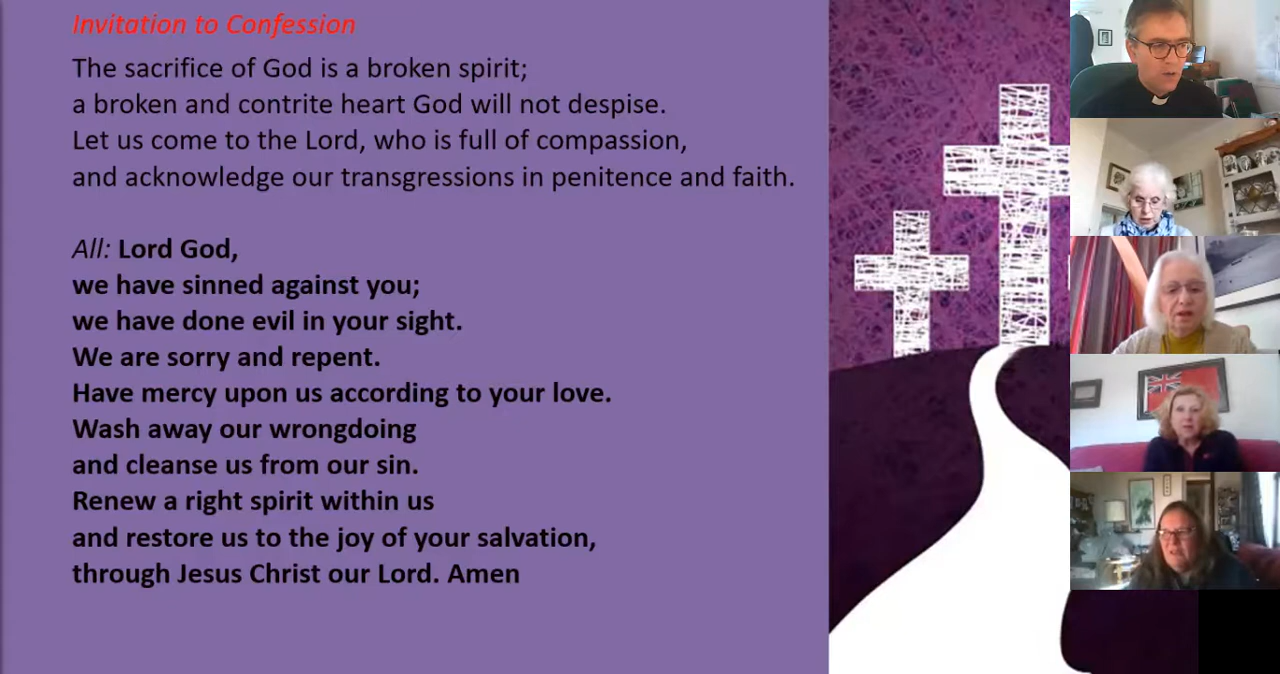 Invitation to Confession
The sacrifice of God is a broken spirit;
a broken and contrite heart God will not despise.
Let us come to the Lord, who is full of compassion,
and acknowledge our transgressions in penitence and faith.
All: Lord God,
we have sinned against you;
we have done evil in your sight.
We are sorry and repent.
Have mercy upon us according to your love.
Wash away our wrongdoing
and cleanse us from our sin.
Renew a right spirit within us
and restore us to the joy of your salvation,
through Jesus Christ our Lord. Amen